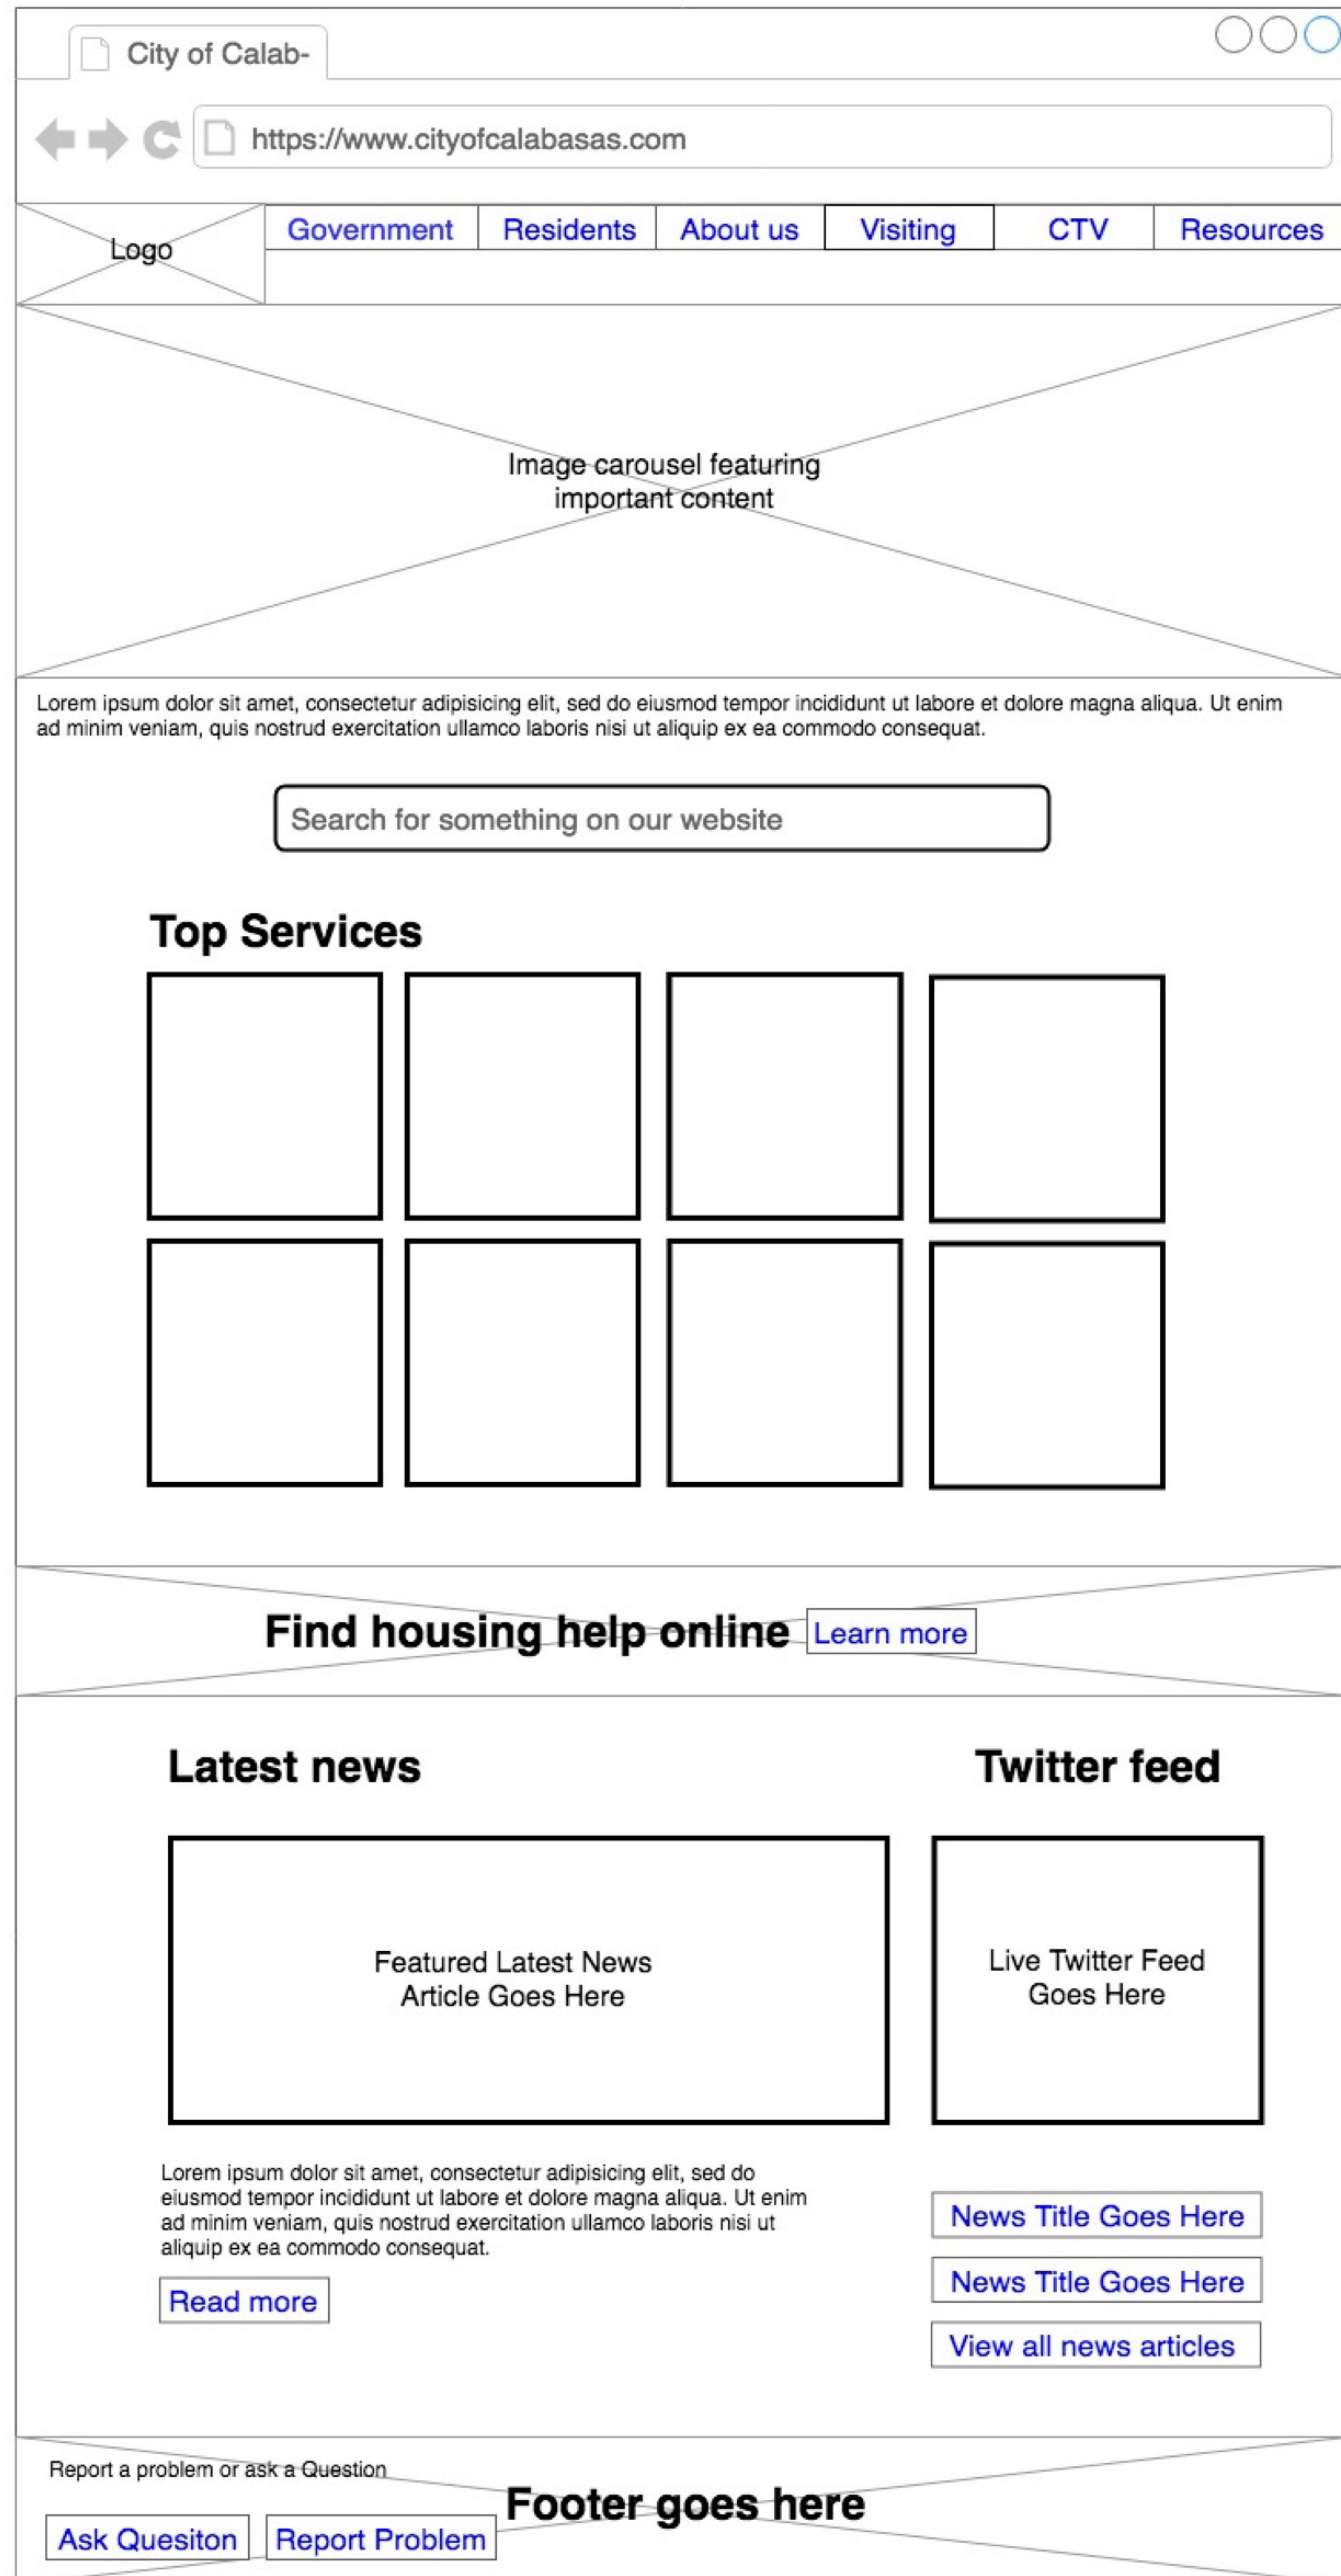 City of Calab-
https://www.cityofcalabasas.com
Logo
Government
Residents
About us
Visiting
CTV
Resources
Image carousel featuring
important content
Lorem ipsum dolor sit amet, consectetur adipisicing elit, sed do eiusmod tempor incididunt ut labore et dolore magna aliqua. Ut enim
ad minim veniam, quis nostrud exercitation ullamco laboris nisi ut aliquip ex ea commodo consequat.
Search for something on our website
Top Services
Find housing help online
Learn more
Latest news
Featured Latest News
Article Goes Here
Lorem ipsum dolor sit amet, consectetur adipisicing elit, sed do
eiusmod tempor incididunt ut labore et dolore magna aliqua. Ut enim
ad minim veniam, quis nostrud exercitation ullamco laboris nisi ut
aliquip ex ea commodo consequat.
Read more
Twitter feed
Live Twitter Feed
Goes Here
News Title Goes Here
News Title Goes Here
View all news articles
Report a problem or ask a Question
Ask Quesiton
Report Problem
Footer goes here